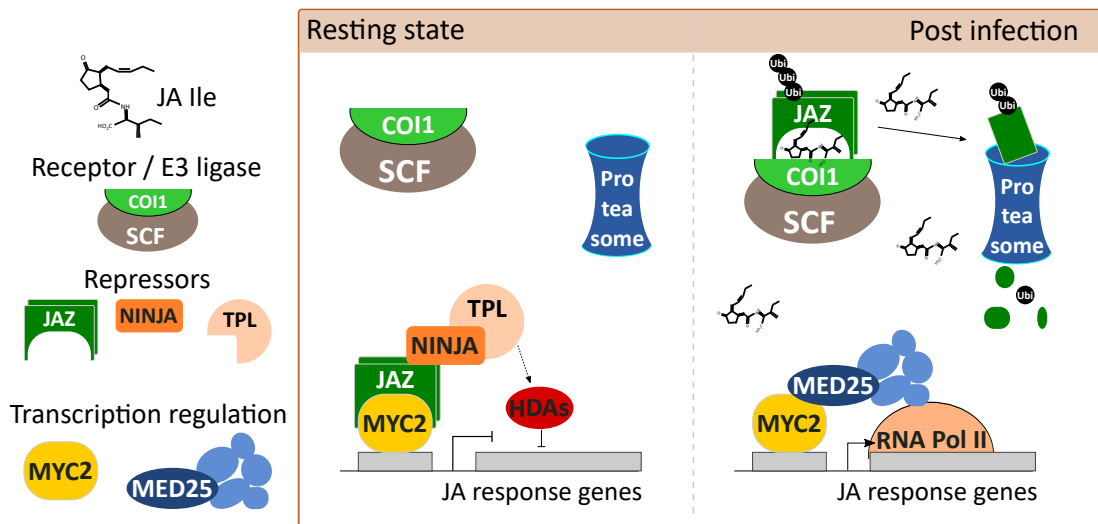 JA Ile
HO₂C
O
O
NH
Receptor / E3 ligase
COI1
SCF
Repressors
JAZ
NINJA
TPL
Transcription regulation
MYC2
MED25
Resting state
COI1
SCF
Pro
tea
some
TPL
NINJA
JAZ
MYC2
HDAs
JA response genes
Post infection
Ubi
Ubi
Ubi
JAZ
COI1
SCF
Ubi
Ubi
Pro
tea
some
Ubi
MED25
MYC2
RNA Pol II
JA response genes